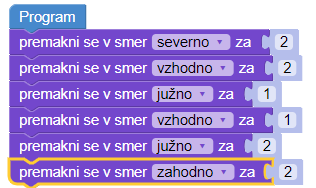 Program
premakni se v smer severno za 2
premakni se v smer vzhodno za 2
premakni se v smer južno za 1
premakni se v smer vzhodno za 1
premakni se v smer južno za 2
premakni se v smer zahodno za 2